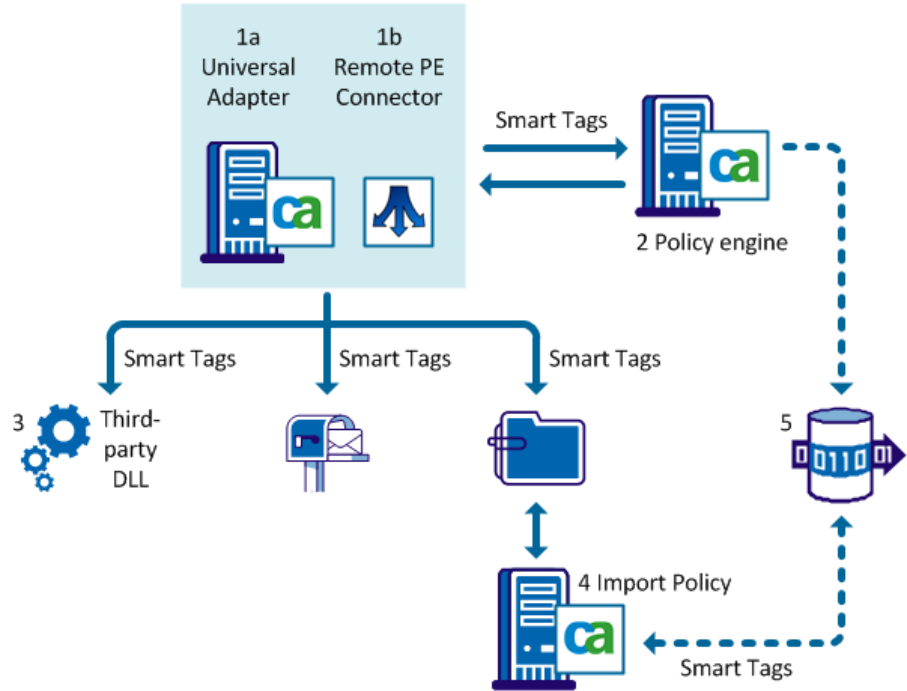 1a
Universal
Adapter
1b
Remote PE
Connector
ca
Smart Tags
ca
2 Policy engine
Smart Tags
Smart Tags
Smart Tags
3
Third-
party
DLL
5
0 0110 01
4 Import Policy
ca
Smart Tags